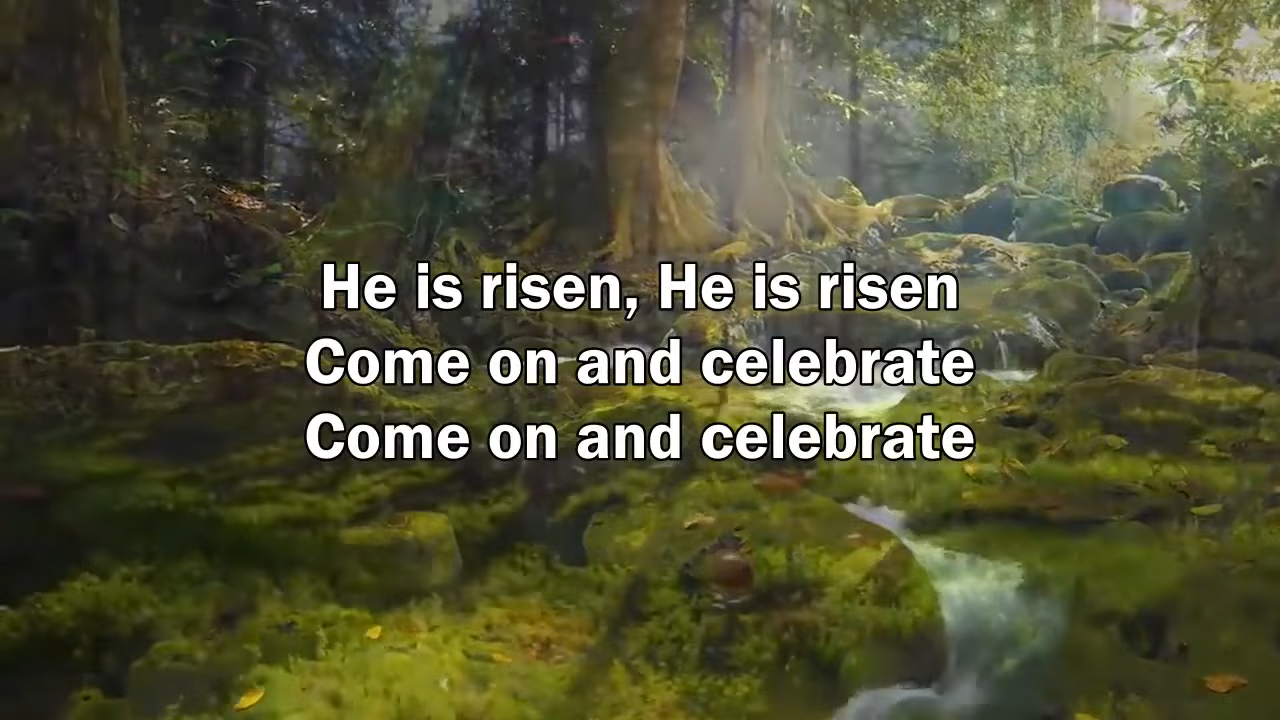 He is risen, He is risen
Come on and celebrate
Come on and celebrate